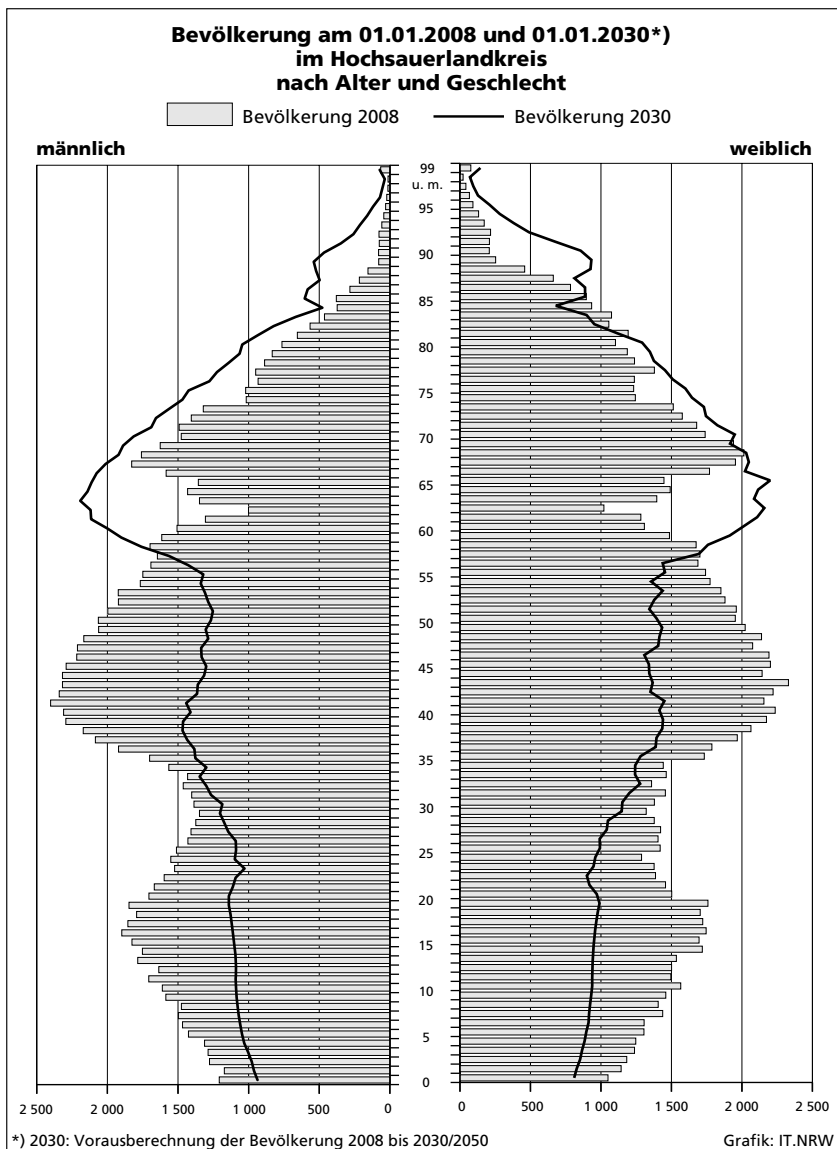 Bevölkerung am 01.01.2008 und 01.01.2030*)
im Hochsauerlandkreis
nach Alter und Geschlecht
Bevölkerung 2008
Bevölkerung 2030
männlich
weiblich
99
u. m.
95
90
85
80
75
70
65
60
55
50
45
40
35
30
25
20
15
10
5
0
2 500 2 000 1 500 1 000 500 0
0 500 1 000 1 500 2 000 2 500
*) 2030: Vorausberechnung der Bevölkerung 2008 bis 2030/2050
Grafik: IT.NRW